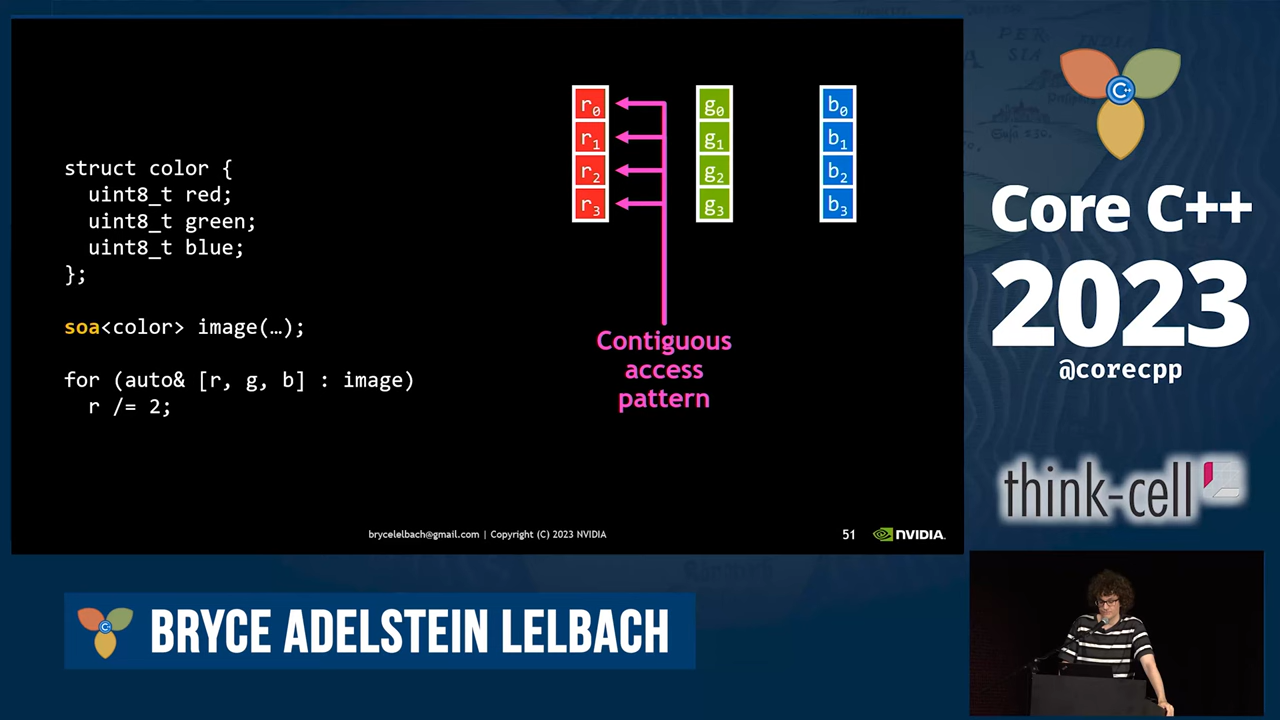 struct color {
uint8_t red;
uint8_t green;
uint8_t blue;
};
soa<color> image(…);
for (auto& [r, g, b] : image)
r /= 2;
r0 g0 b0
r1 g1 b1
r2 g2 b2
r3 g3 b3
Contiguous
access
pattern
brycelelbach@gmail.com | Copyright (C) 2023 NVIDIA
51
NVIDIA.
C++
Core C++
2023
@corecpp
think-cell
C++
BRYCE ADELSTEIN LELBACH